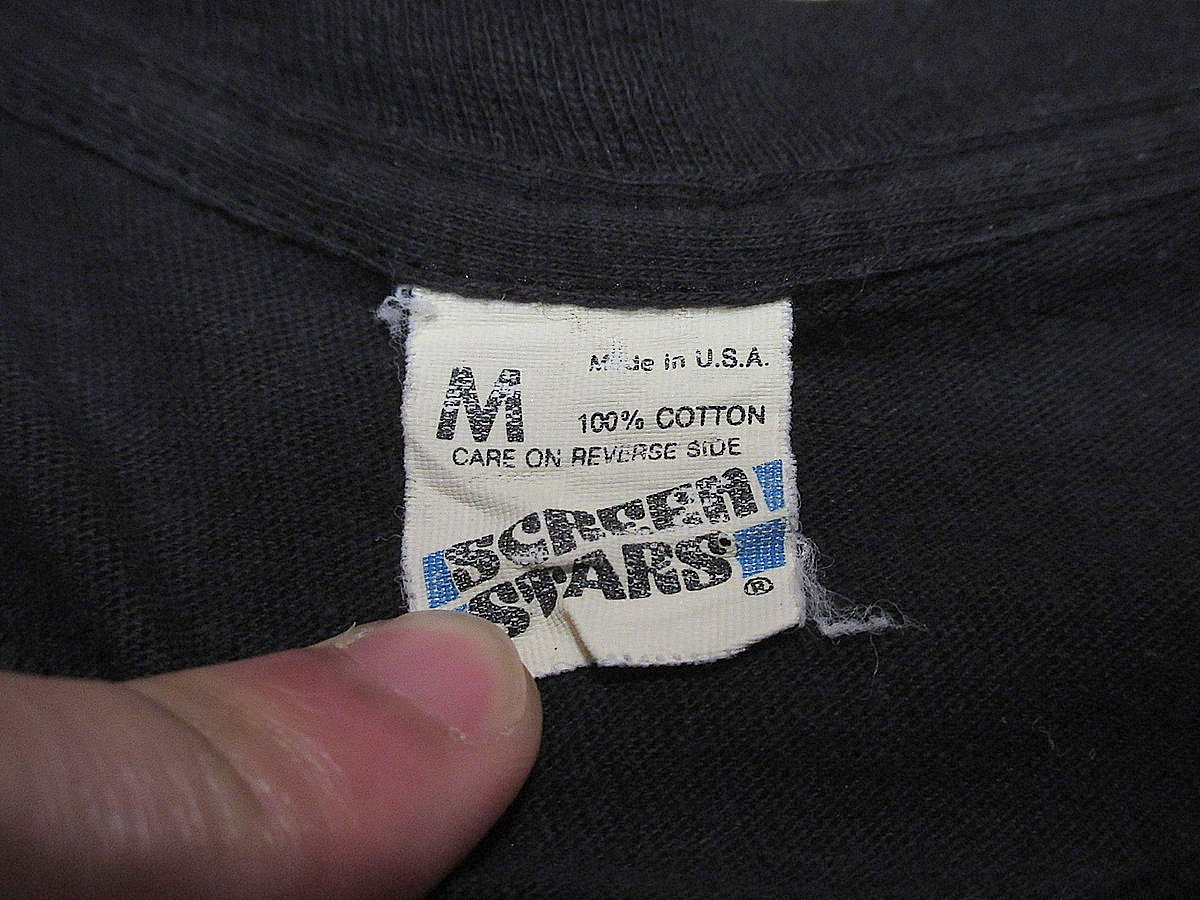 Made in U.S.A.
M
100% COTTON
CARE ON REVERSE SIDE
SCREEN
STARS®